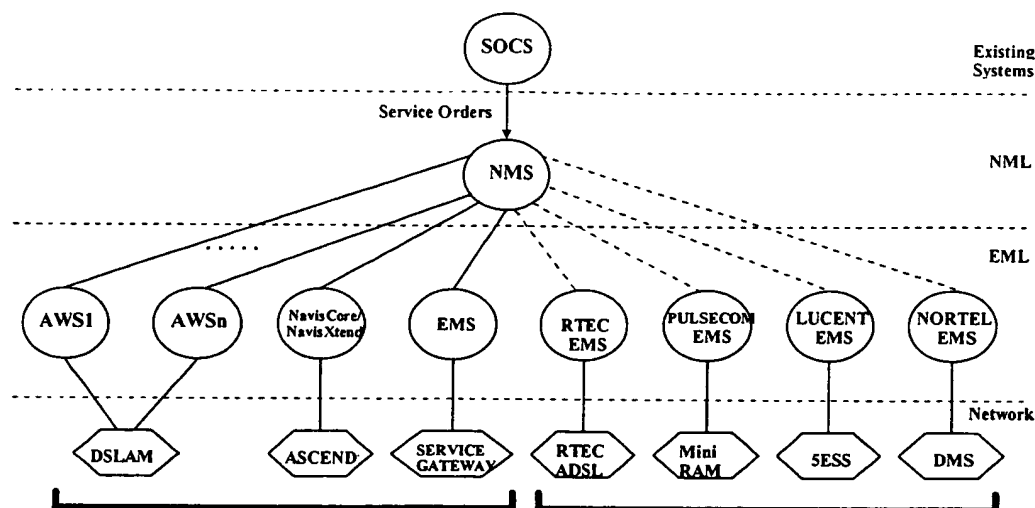 SOCS
Existing
Systems
Service Orders
NMS
NML
.....
EML
AWS1
AWSn
NavisCore/
NavisXtend
EMS
RTEC
EMS
PULSECOM
EMS
LUCENT
EMS
NORTEL
EMS
Network
DSLAM
ASCEND
SERVICE
GATEWAY
RTEC
ADSL
Mini
RAM
5ESS
DMS